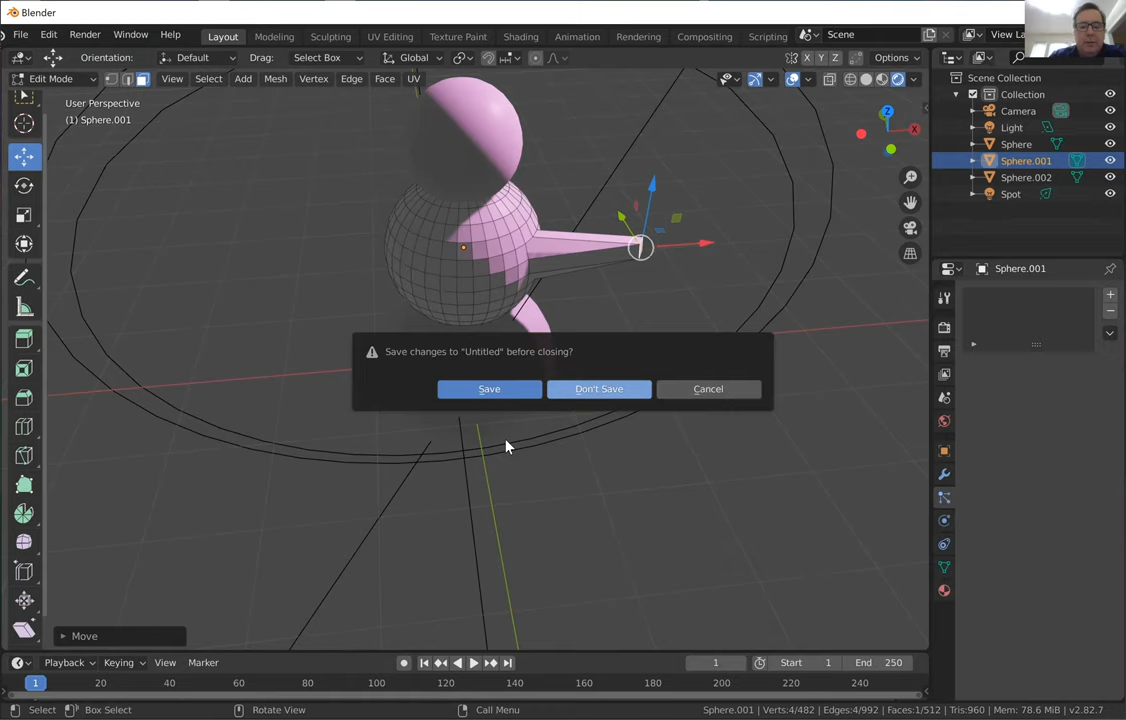 Blender
File Edit Render Window Help Layout Modeling Sculpting UV Editing Texture Paint Shading Animation Rendering Compositing Scripting Scene View La
Orientation: Default Drag: Select Box Global X Y Z Options
Edit Mode View Select Add Mesh Vertex Edge Face UV
User Perspective
(1) Sphere.001
Z
X
Scene Collection
Collection
Camera
Light
Sphere
Sphere.001
Sphere.002
Spot
Sphere.001
Save changes to "Untitled" before closing?
Save Don't Save Cancel
Move
Playback Keying View Marker 1 Start 1 End 250
1 20 40 60 80 100 120 140 160 180 200 220 240
Select Box Select Rotate View Call Menu Sphere.001 | Verts:4/482 | Edges:4/992 | Faces:1/512 | Tris:960 | Mem: 78.6 MiB | v2.82.7